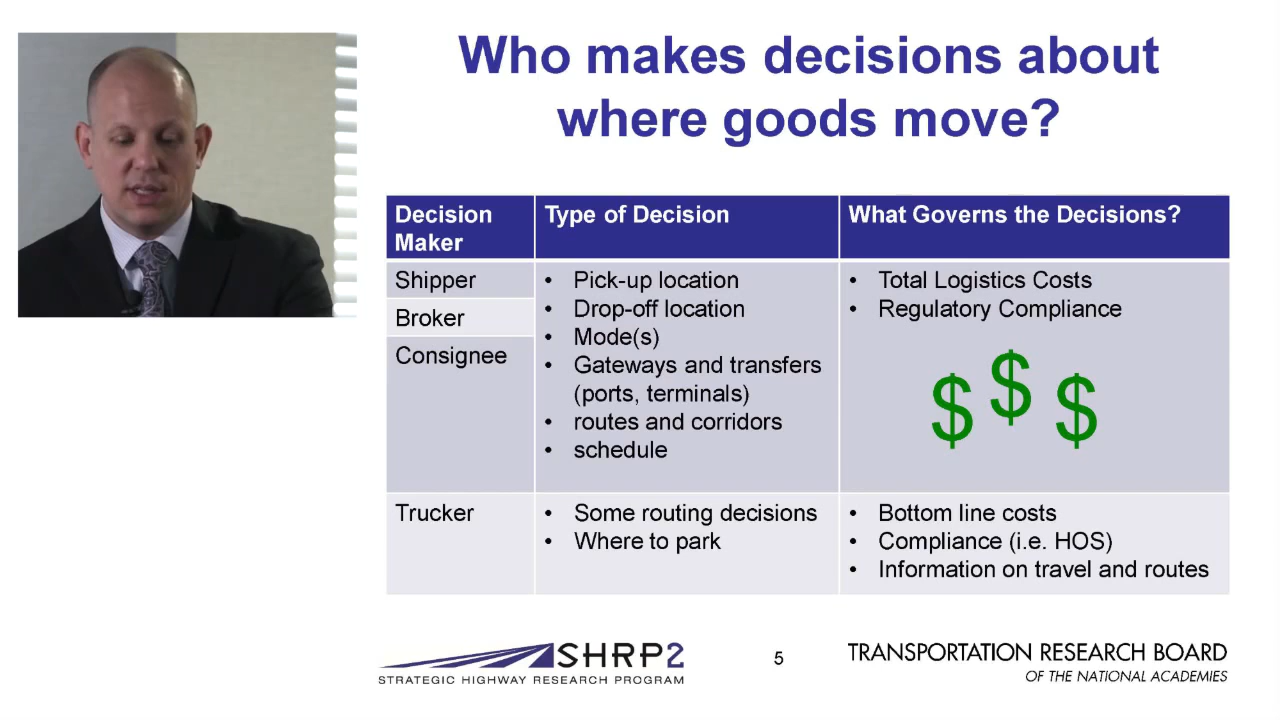 Who makes decisions about
where goods move?
Decision
Maker
Type of Decision
What Governs the Decisions?
Shipper
Broker
Consignee
• Pick-up location
• Drop-off location
• Mode(s)
• Gateways and transfers
(ports, terminals)
• routes and corridors
• schedule
• Total Logistics Costs
• Regulatory Compliance
$ $ $
Trucker
• Some routing decisions
• Where to park
• Bottom line costs
• Compliance (i.e. HOS)
• Information on travel and routes
SHRP2
STRATEGIC HIGHWAY RESEARCH PROGRAM
5
TRANSPORTATION RESEARCH BOARD
OF THE NATIONAL ACADEMIES